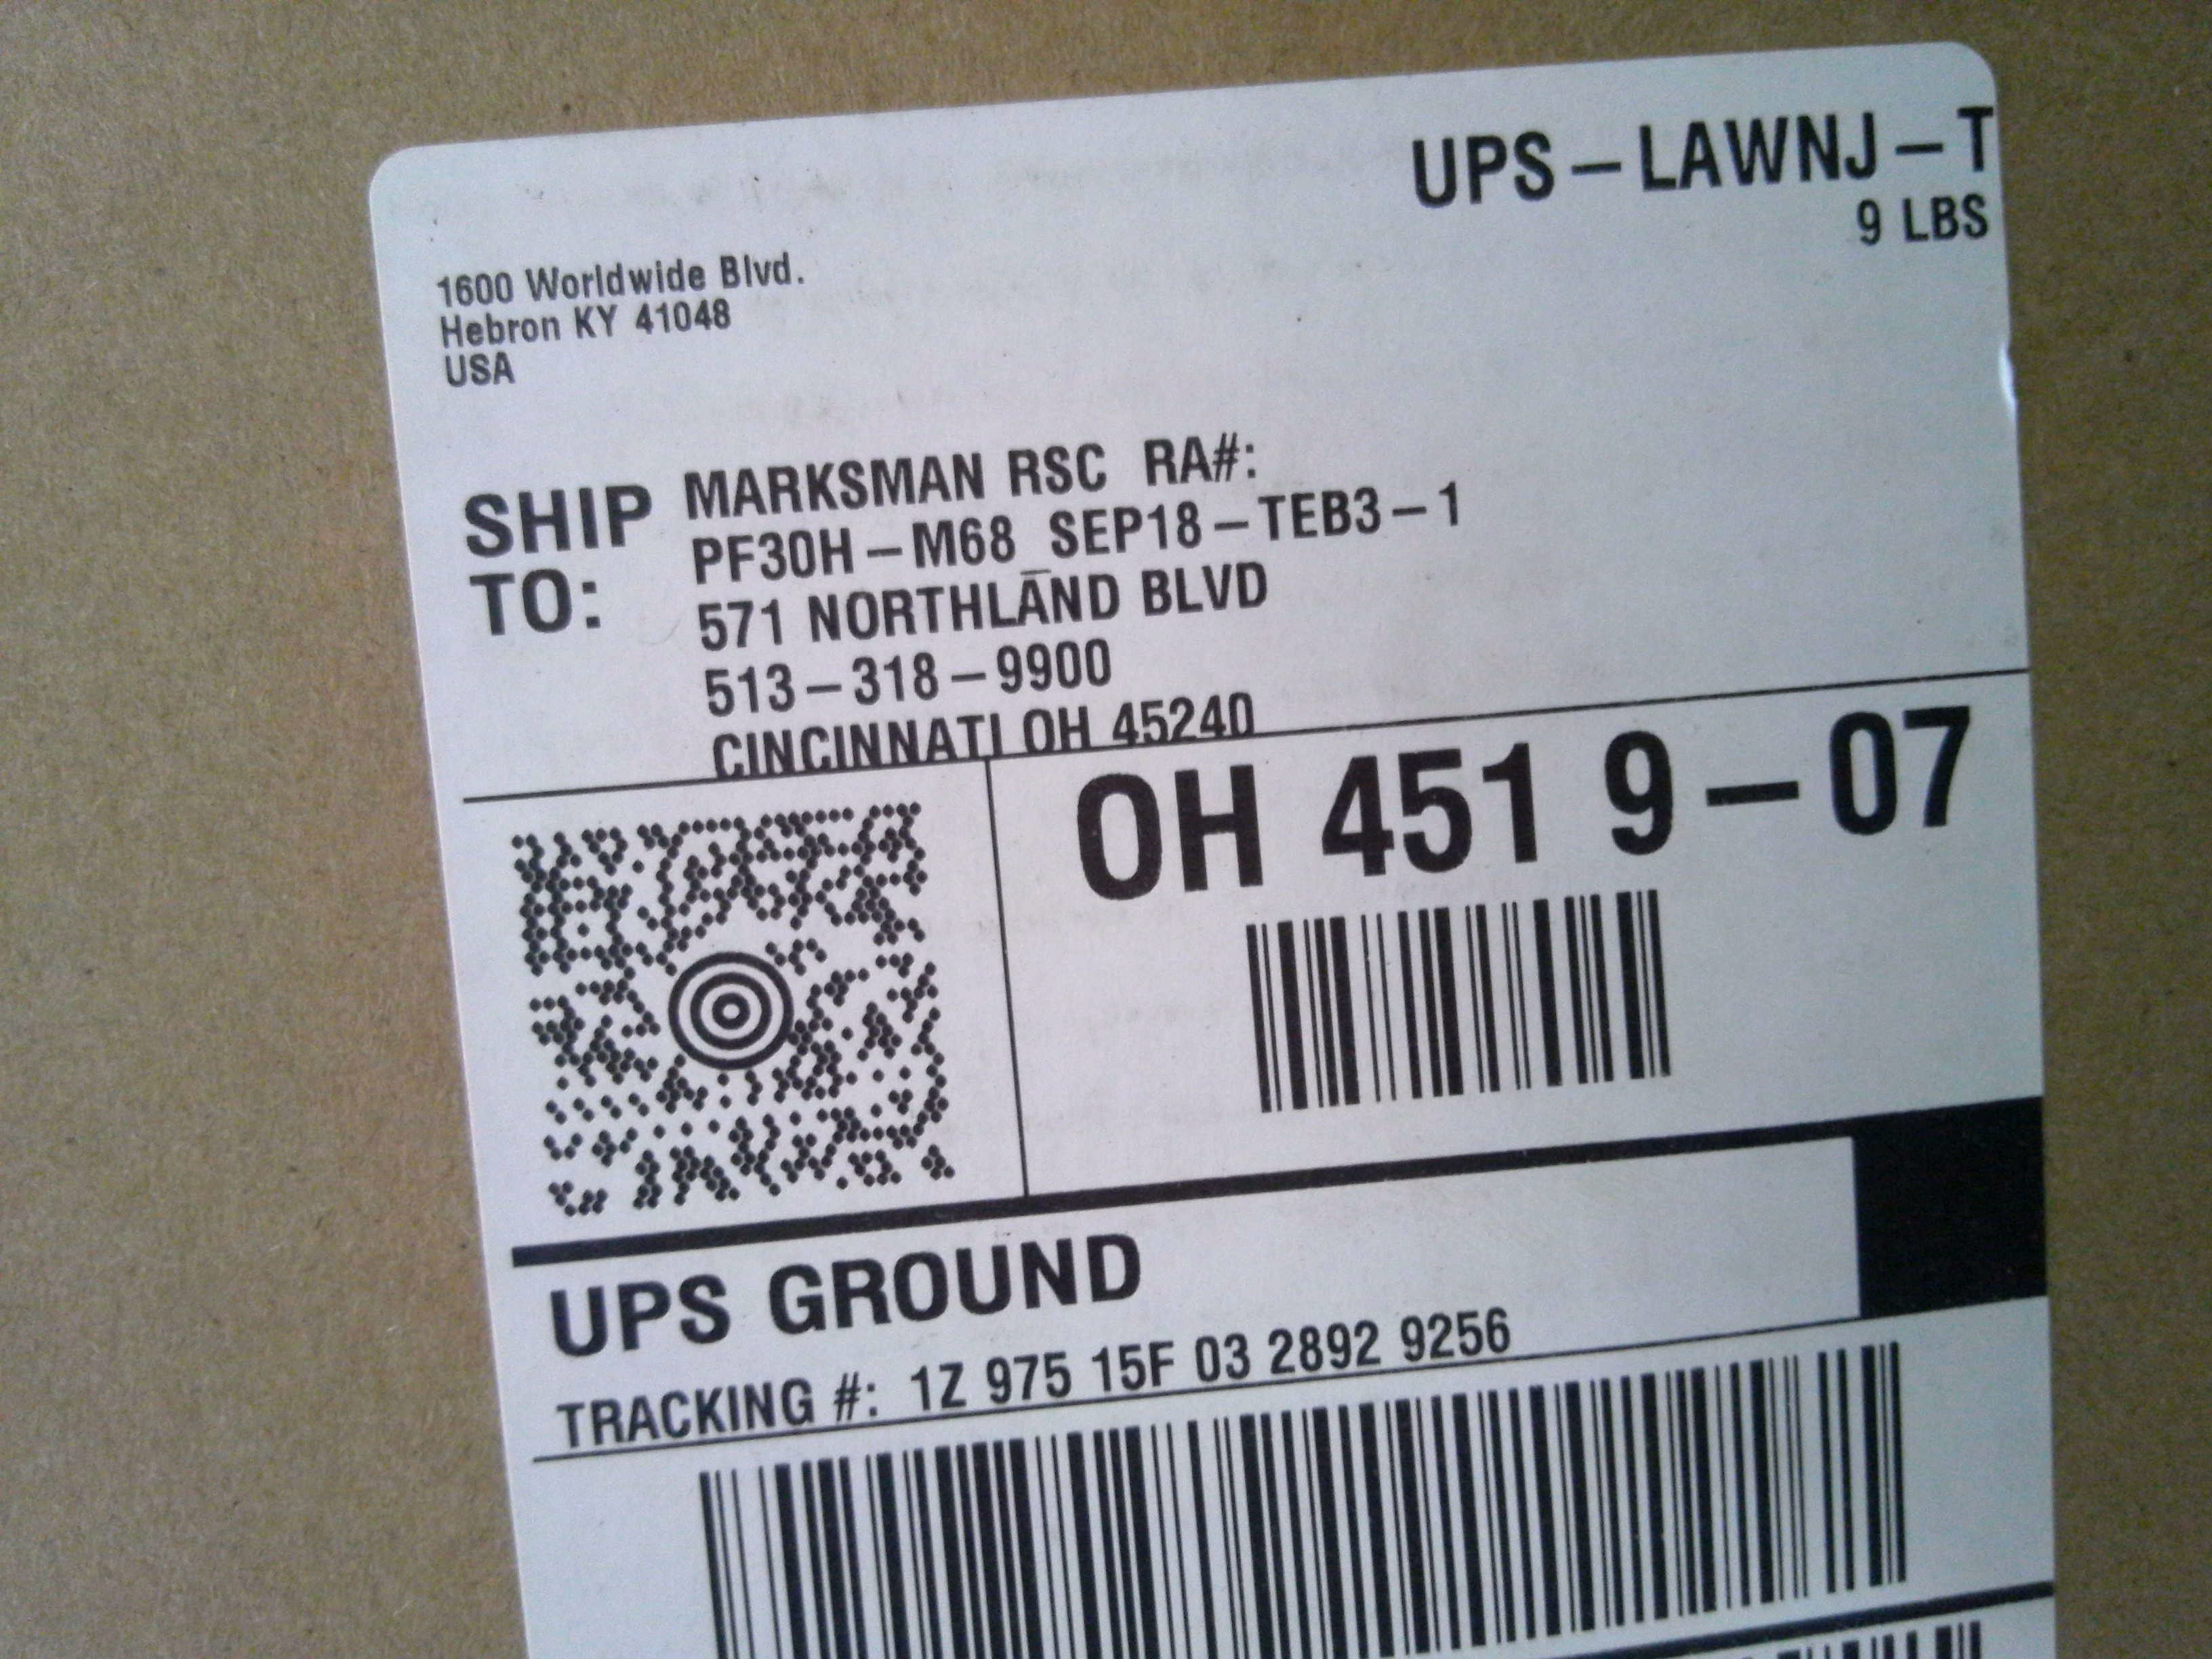 UPS-LAWNJ-T
9 LBS
1600 Worldwide Blvd.
Hebron KY 41048
USA
SHIP TO:
MARKSMAN RSC RA#:
PF30H-M68_SEP18-TEB3-1
571 NORTHLAND BLVD
513-318-9900
CINCINNATI OH 45240
OH 451 9-07
UPS GROUND
TRACKING #: 1Z 975 15F 03 2892 9256